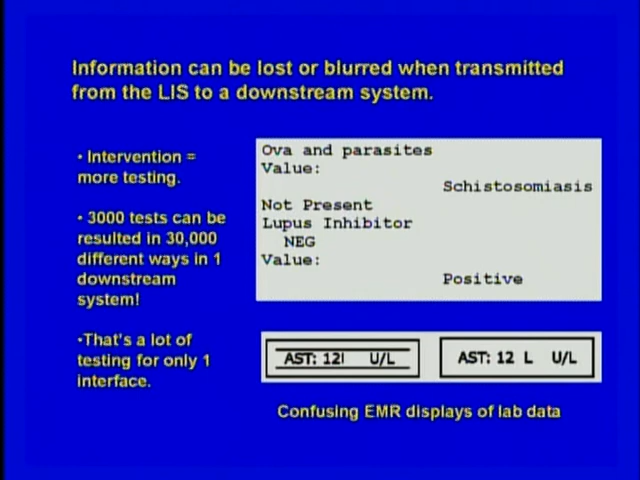 Information can be lost or blurred when transmitted
from the LIS to a downstream system.
• Intervention =
more testing.
• 3000 tests can be
resulted in 30,000
different ways in 1
downstream
system!
•That's a lot of
testing for only 1
interface.
Ova and parasites
Value:
Schistosomiasis
Not Present
Lupus Inhibitor
NEG
Value:
Positive
AST: 12l U/L
AST: 12 L U/L
Confusing EMR displays of lab data